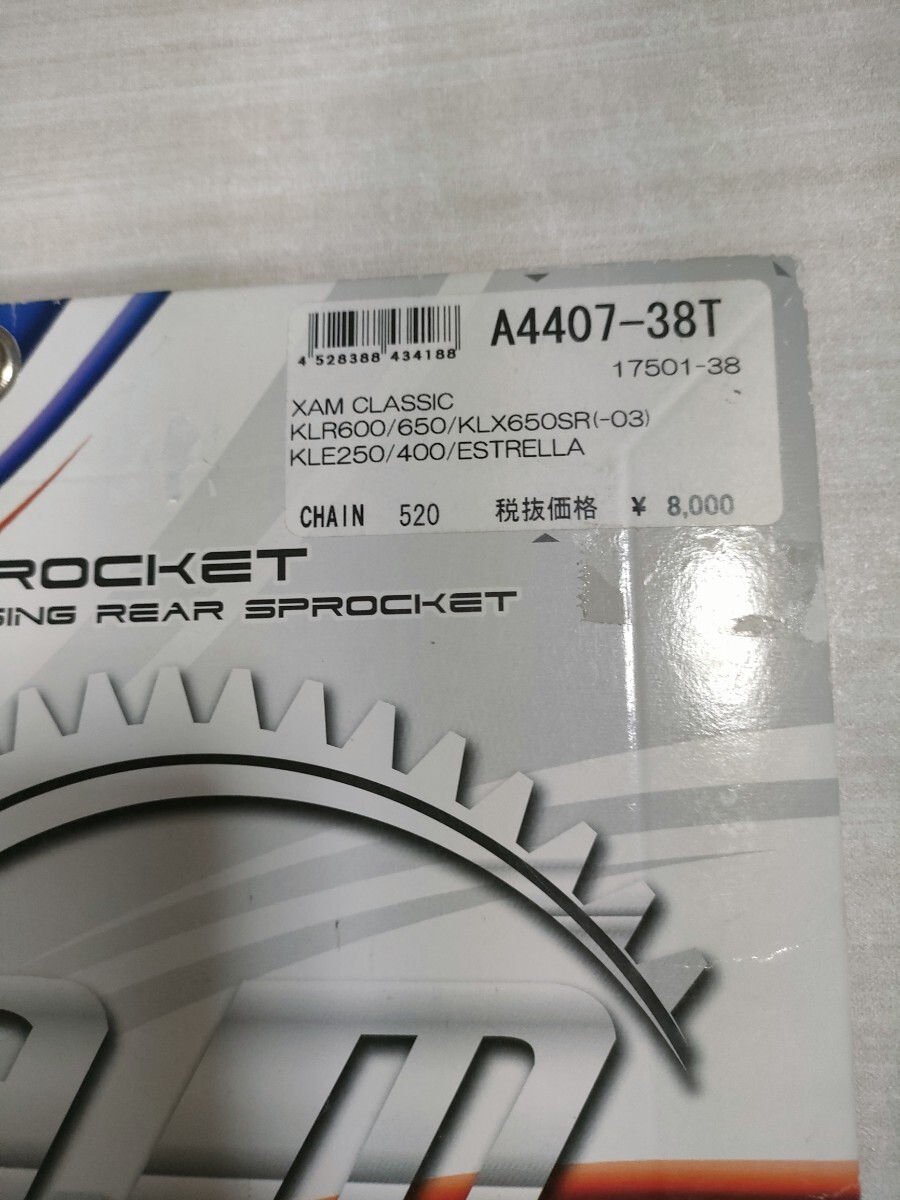 4 528388 434188
A4407-38T
17501-38
XAM CLASSIC
KLR600/650/KLX650SR(-03)
KLE250/400/ESTRELLA
CHAIN 520 税抜価格 ¥ 8,000
ROCKET
SING REAR SPROCKET